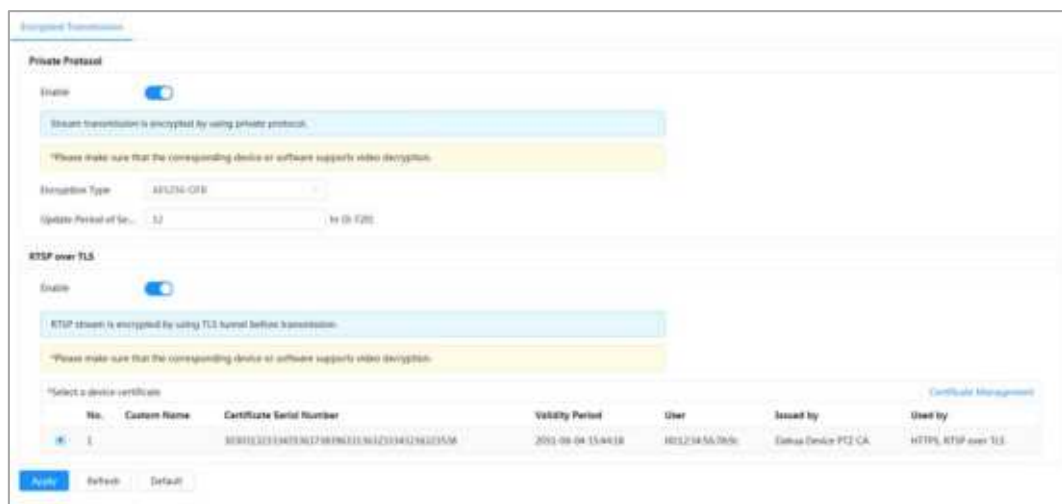 Encrypted Transmission
Private Protocol
Enable
Stream transmission is encrypted by using private protocol.
*Please make sure that the corresponding device or software supports video decryption.
Encryption Type AES256-OFB
Update Period of Se... 12 hr (0-720)
RTSP over TLS
Enable
RTSP stream is encrypted by using TLS tunnel before transmission.
*Please make sure that the corresponding device or software supports video decryption.
*Select a device certificate Certificate Management
No. Custom Name Certificate Serial Number Validity Period User Issued by Used by
1 Dahua Device PTZ CA HTTPS, RTSP over TLS
Apply Refresh Default